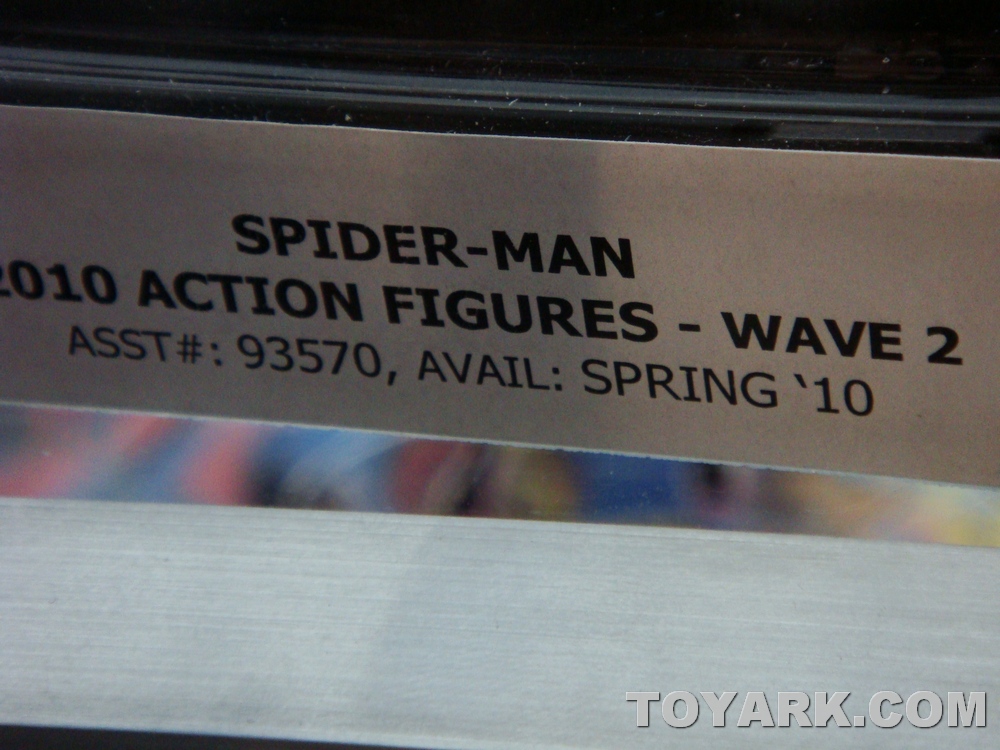 SPIDER-MAN
2010 ACTION FIGURES - WAVE 2
ASST#: 93570, AVAIL: SPRING ‘10
TOYARK.COM